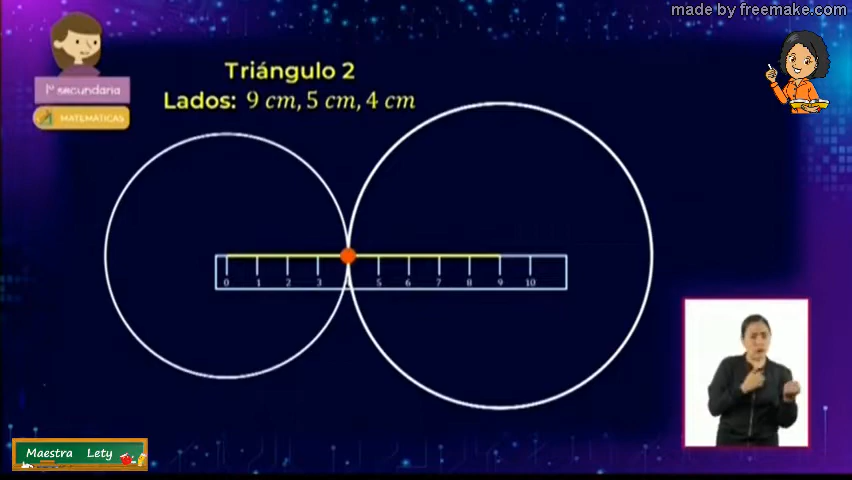 made by freemake.com
Triángulo 2
Lados: 9 cm, 5 cm, 4 cm
1º secundaria
MATEMÁTICAS
0 1 2 3 5 6 7 8 9 10
Maestra Lety